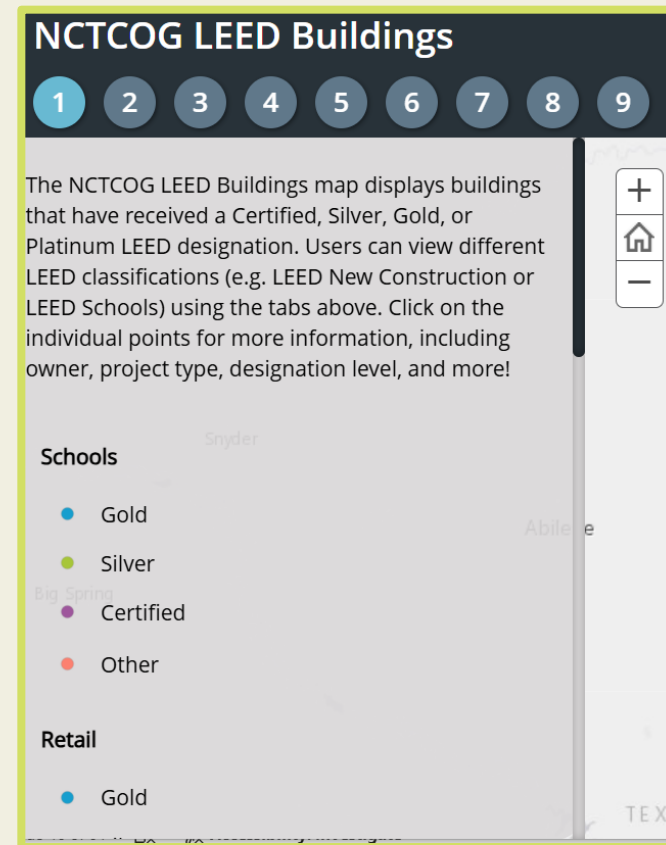 NCTCOG LEED Buildings
1 2 3 4 5 6 7 8 9
The NCTCOG LEED Buildings map displays buildings
that have received a Certified, Silver, Gold, or
Platinum LEED designation. Users can view different
LEED classifications (e.g. LEED New Construction or
LEED Schools) using the tabs above. Click on the
individual points for more information, including
owner, project type, designation level, and more!
Snyder
Schools
Gold
Abilene
Silver
Big Spring
Certified
Other
Retail
Gold
TEX